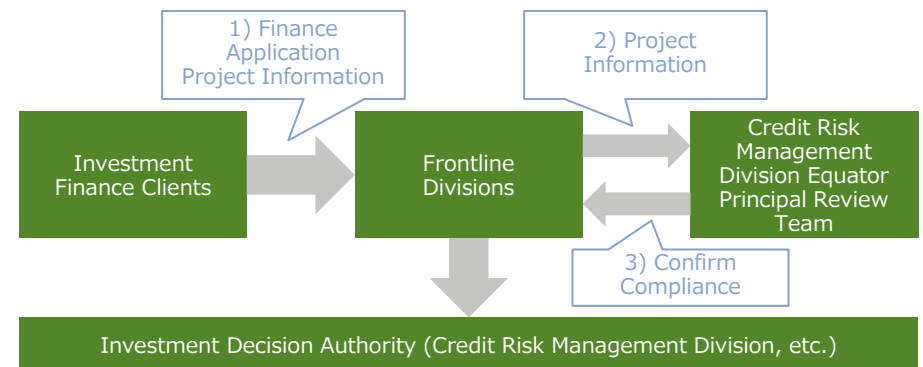 1) Finance
Application
Project Information
2) Project
Information
Investment
Finance Clients
Frontline
Divisions
Credit Risk
Management
Division Equator
Principal Review
Team
3) Confirm
Compliance
Investment Decision Authority (Credit Risk Management Division, etc.)